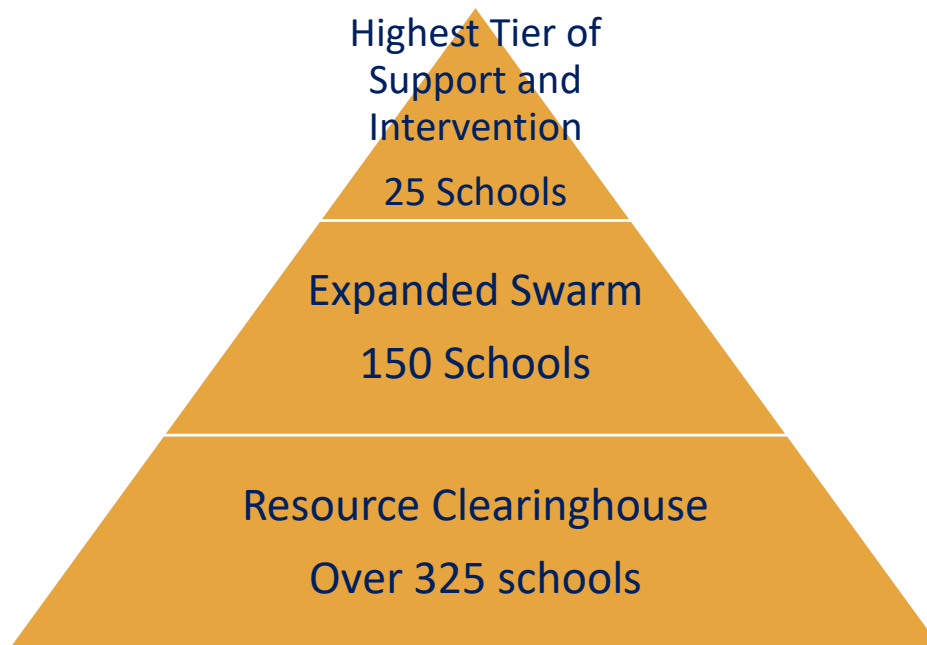 Highest Tier of
Support and
Intervention
25 Schools
Expanded Swarm
150 Schools
Resource Clearinghouse
Over 325 schools